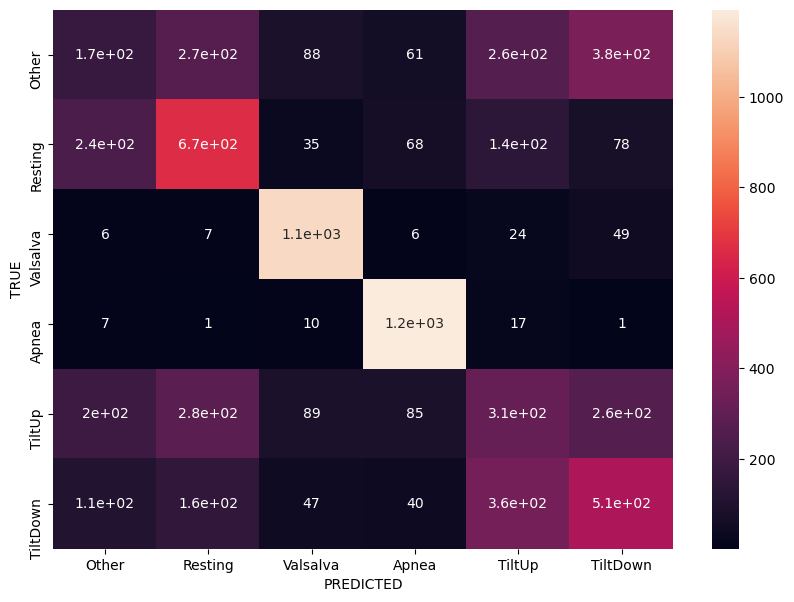 Other 1.7e+02 2.7e+02 88 61 2.6e+02 3.8e+02
Resting 2.4e+02 6.7e+02 35 68 1.4e+02 78
Valsalva 6 7 1.1e+03 6 24 49
Apnea 7 1 10 1.2e+03 17 1
TiltUp 2e+02 2.8e+02 89 85 3.1e+02 2.6e+02
TiltDown 1.1e+02 1.6e+02 47 40 3.6e+02 5.1e+02
TRUE
Other Resting Valsalva Apnea TiltUp TiltDown
PREDICTED
1000
800
600
400
200